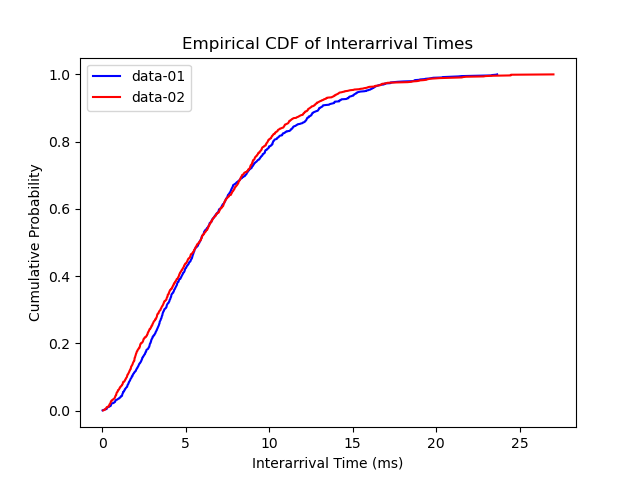 Empirical CDF of Interarrival Times
data-01
data-02
1.0
0.8
0.6
0.4
0.2
0.0
Cumulative Probability
0
5
10
15
20
25
Interarrival Time (ms)